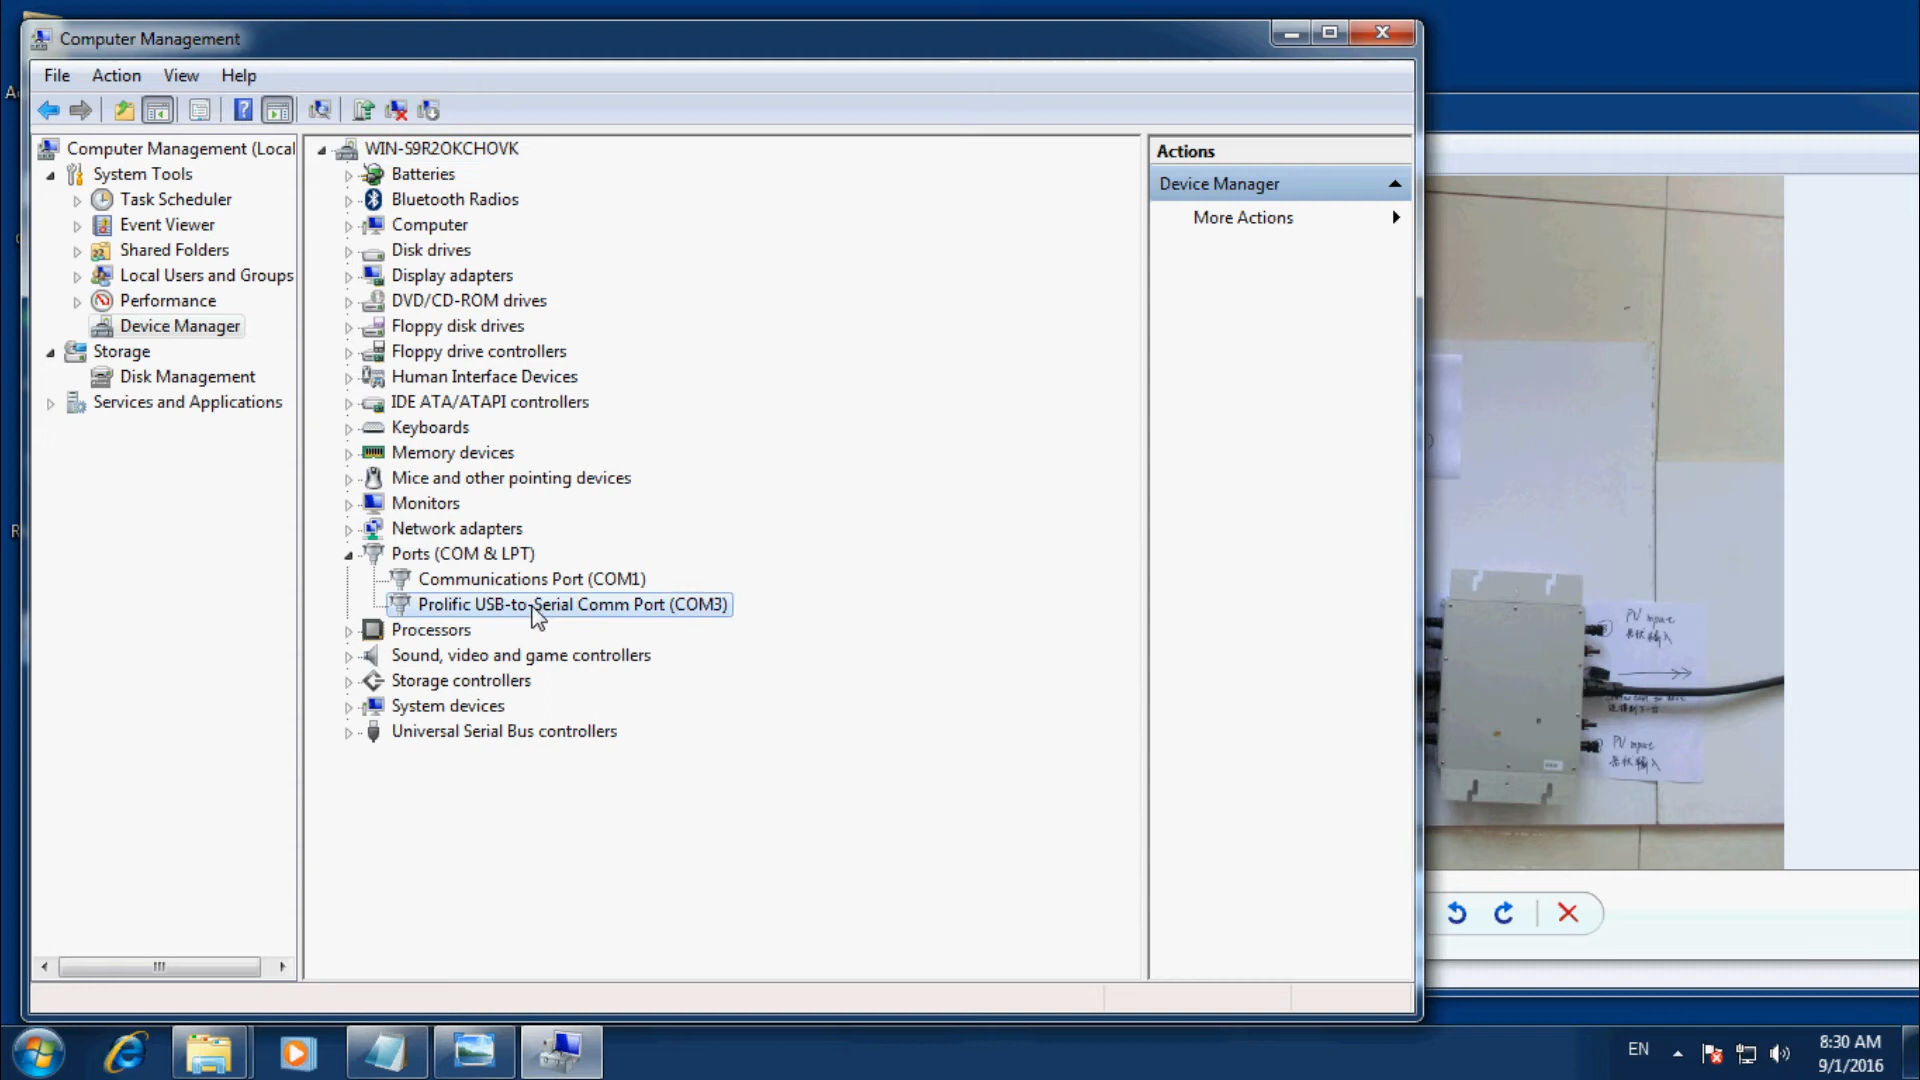 Computer Management
File Action View Help
Computer Management (Local
System Tools
Task Scheduler
Event Viewer
Shared Folders
Local Users and Groups
Performance
Device Manager
Storage
Disk Management
Services and Applications
WIN-S9R2OKCHOVK
Batteries
Bluetooth Radios
Computer
Disk drives
Display adapters
DVD/CD-ROM drives
Floppy disk drives
Floppy drive controllers
Human Interface Devices
IDE ATA/ATAPI controllers
Keyboards
Memory devices
Mice and other pointing devices
Monitors
Network adapters
Ports (COM & LPT)
Communications Port (COM1)
Prolific USB-to-Serial Comm Port (COM3)
Processors
Sound, video and game controllers
Storage controllers
System devices
Universal Serial Bus controllers
Actions
Device Manager
More Actions
PV input
PV input
EN
8:30 AM
9/1/2016